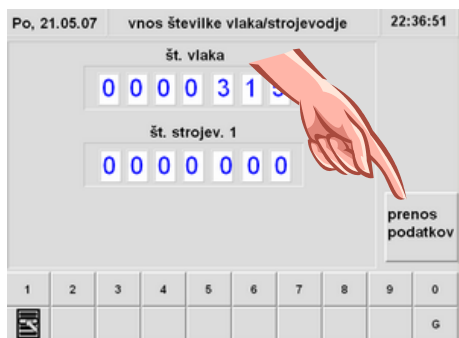 Po, 21.05.07 vnos številke vlaka/strojevodje 22:36:51
št. vlaka
0 0 0 0 3 1 5
št. strojev. 1
0 0 0 0 0 0 0
prenos
podatkov
1 2 3 4 5 6 7 8 9 0
G